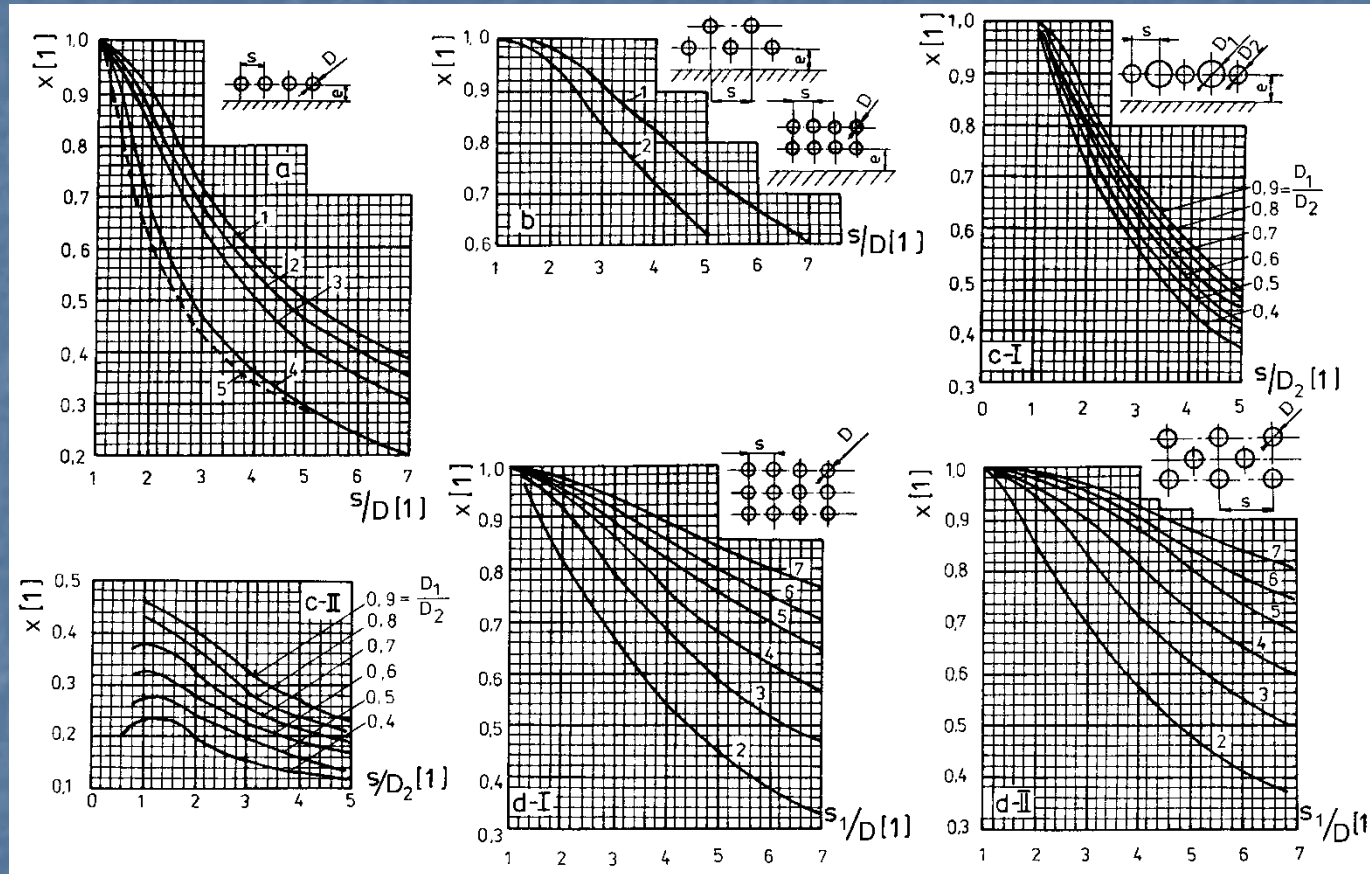 x [1]
1,0
0,9
0,8
0,7
0,6
0,5
0,4
0,3
0,2
1 2 3 4 5 6 7
s/D [1]
a
1
2
3
4
5
s
D
e
x [1]
1,0
0,9
0,8
0,7
0,6
1 2 3 4 5 6 7
s/D [1]
b
1
2
s
e
s
D
e
x [1]
1,0
0,9
0,8
0,7
0,6
0,5
0,4
0,3
0 1 2 3 4 5
s/D2 [1]
c-I
s
D1
D2
e
0,9 = D1/D2
0,8
0,7
0,6
0,5
0,4
x [1]
0,5
0,4
0,3
0,2
0,1
0 1 2 3 4 5
s/D2 [1]
c-II
0,9 = D1/D2
0,8
0,7
0,6
0,5
0,4
x [1]
1,0
0,9
0,8
0,7
0,6
0,5
0,4
0,3
1 2 3 4 5 6 7
s1/D [1]
d-I
7
6
5
4
3
2
s
D
x [1]
1,0
0,9
0,8
0,7
0,6
0,5
0,4
0,3
1 2 3 4 5 6 7
s1/D [1
d-II
7
6
5
4
3
2
s
D